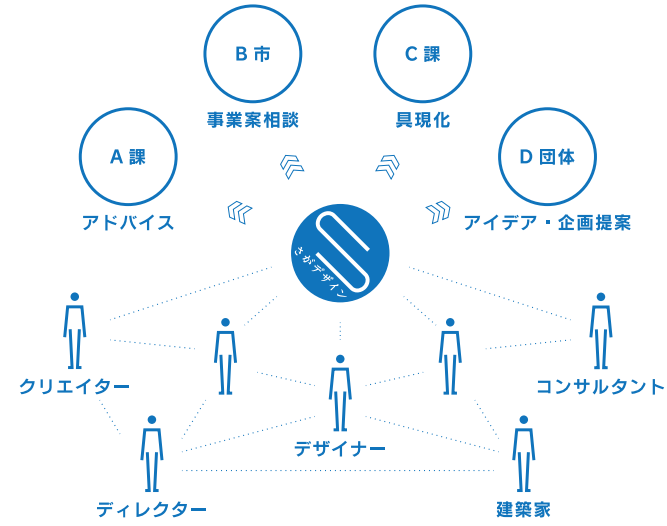 B 市
C 課
事業案相談
具現化
A 課
D 団体
アドバイス
アイデア・企画提案
さがデザイン
クリエイター
コンサルタント
デザイナー
ディレクター
建築家